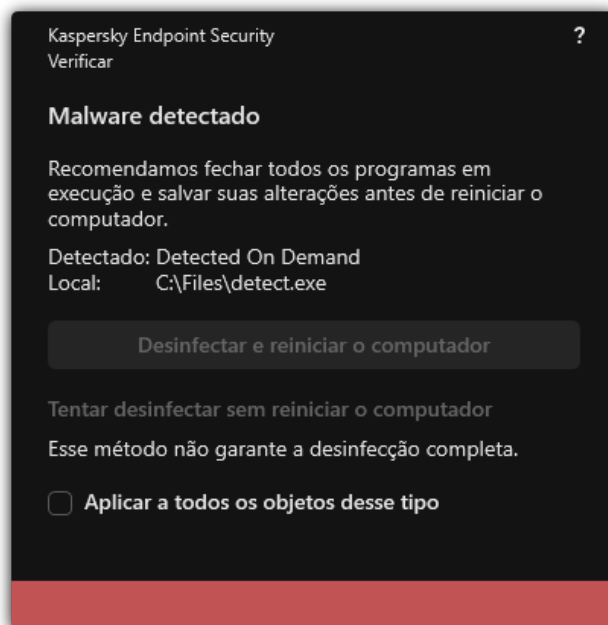 Kaspersky Endpoint Security
?
Verificar
Malware detectado
Recomendamos fechar todos os programas em
execução e salvar suas alterações antes de reiniciar o
computador.
Detectado: Detected On Demand
Local: C:\Files\detect.exe
Desinfectar e reiniciar o computador
Tentar desinfectar sem reiniciar o computador
Esse método não garante a desinfecção completa.
Aplicar a todos os objetos desse tipo